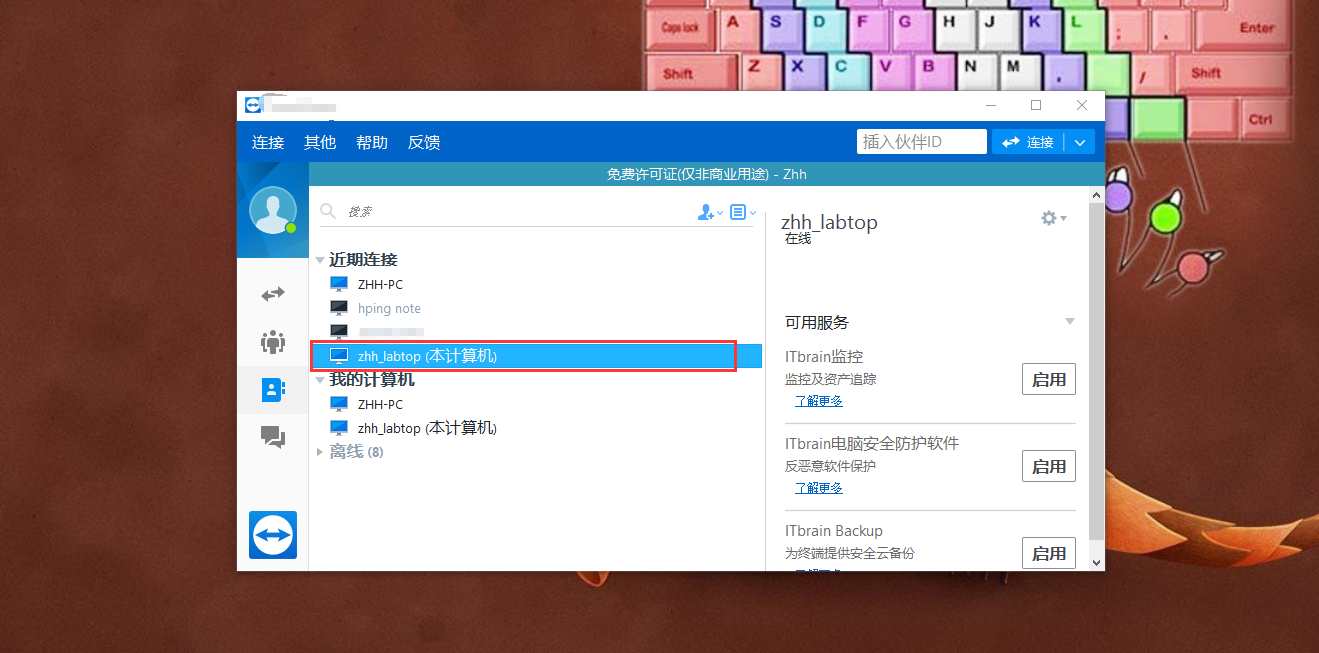 Caps lock A S D F G H J K L ; . Enter
Shift Z X C V B N M , / Shift
Ctrl
连接 其他 帮助 反馈 插入伙伴ID 连接
免费许可证(仅非商业用途) - Zhh
搜索
近期连接
ZHH-PC
hping note
zhh_labtop (本计算机)
我的计算机
ZHH-PC
zhh_labtop (本计算机)
离线 (8)
zhh_labtop
在线
可用服务
ITbrain监控
监控及资产追踪
了解更多
启用
ITbrain电脑安全防护软件
反恶意软件保护
了解更多
启用
ITbrain Backup
为终端提供安全云备份
启用